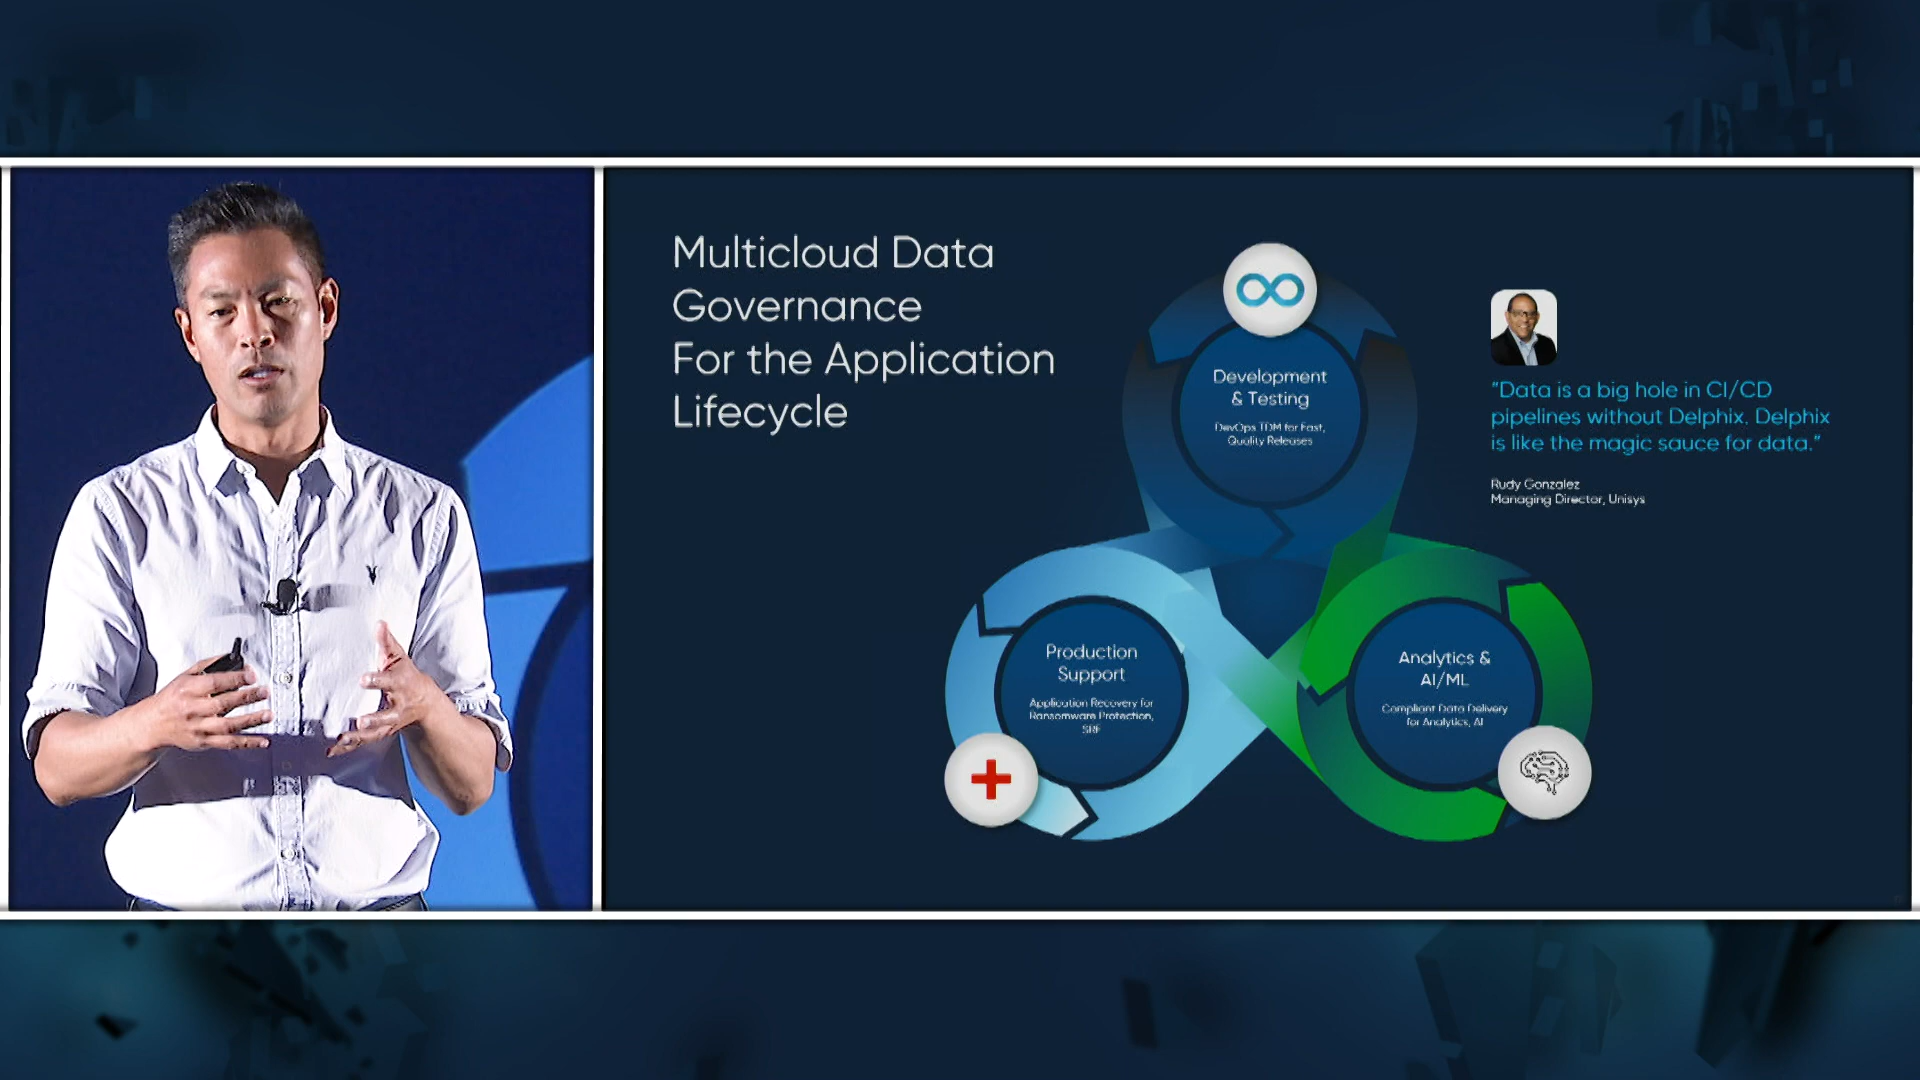 Multicloud Data
Governance
For the Application
Lifecycle
Development
& Testing
DevOps TDM for Fast,
Quality Releases
"Data is a big hole in CI/CD
pipelines without Delphix. Delphix
is like the magic sauce for data."
Rudy Gonzalez
Managing Director, Unisys
Production
Support
Application Recovery for
Ransomware Protection,
SRE
Analytics &
AI/ML
Compliant Data Delivery
for Analytics, AI